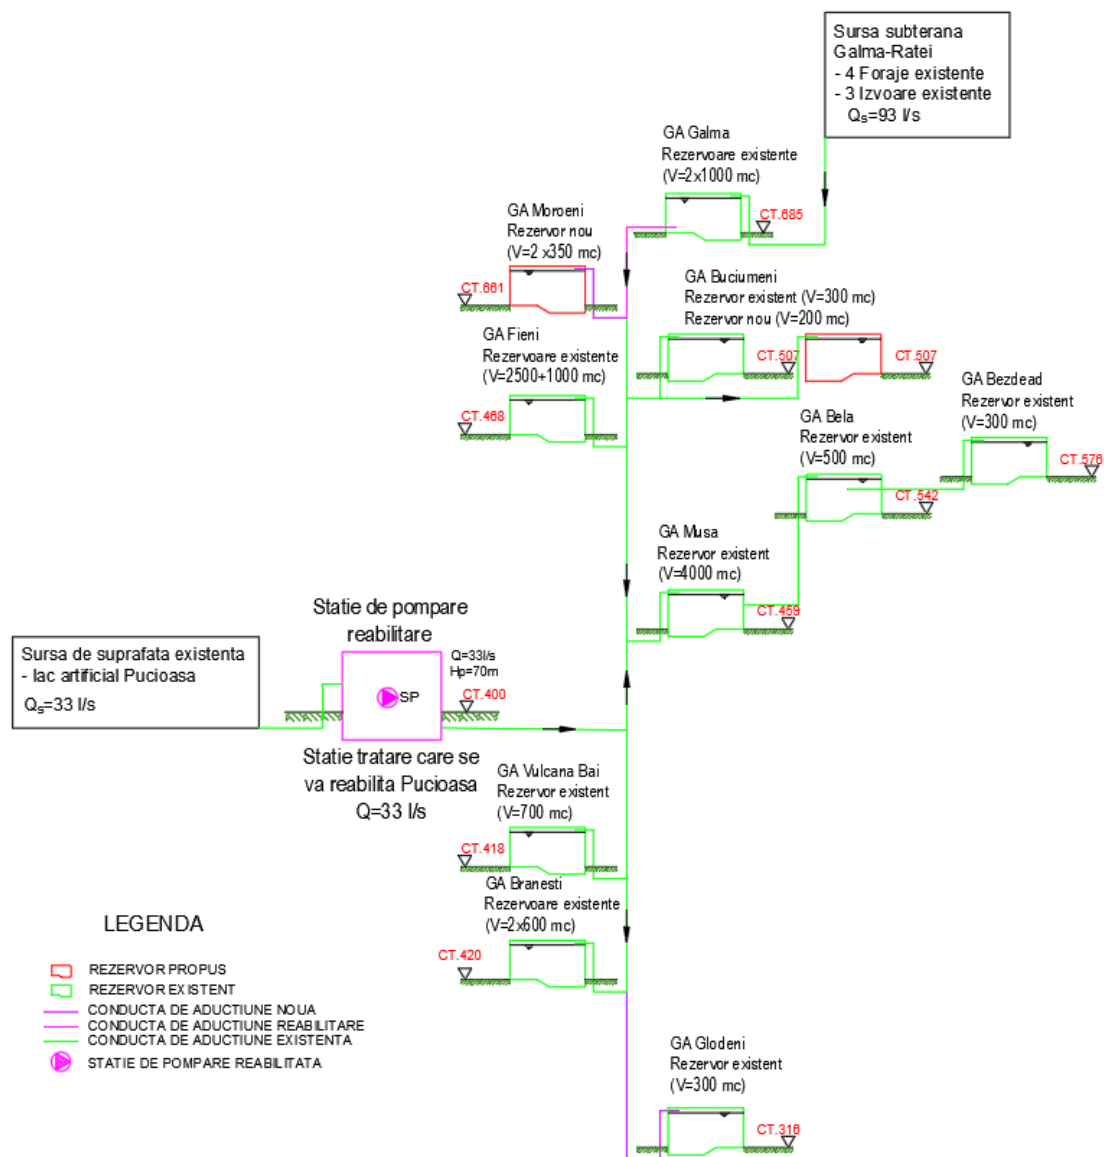 Sursa subterana
Galma-Ratei
- 4 Foraje existente
- 3 Izvoare existente
Qs=93 l/s
GA Galma
Rezervoare existente
(V=2x1000 mc)
CT.685
GA Moroeni
Rezervor nou
(V=2 x350 mc)
CT.661
GA Buciumeni
Rezervor existent (V=300 mc)
Rezervor nou (V=200 mc)
CT.507
CT.507
GA Fieni
Rezervoare existente
(V=2500+1000 mc)
CT.468
GA Bezdead
Rezervor existent
(V=300 mc)
CT.576
GA Bela
Rezervor existent
(V=500 mc)
CT.542
GA Musa
Rezervor existent
(V=4000 mc)
CT.459
Statie de pompare
reabilitare
Q=33l/s
Hp=70m
SP
CT.400
Sursa de suprafata existenta
- lac artificial Pucioasa
Qs=33 l/s
Statie tratare care se
va reabilita Pucioasa
Q=33 l/s
GA Vulcana Bai
Rezervor existent
(V=700 mc)
CT.418
GA Branesti
Rezervoare existente
(V=2x600 mc)
CT.420
LEGENDA
REZERVOR PROPUS
REZERVOR EXISTENT
CONDUCTA DE ADUCTIUNE NOUA
CONDUCTA DE ADUCTIUNE REABILITARE
CONDUCTA DE ADUCTIUNE EXISTENTA
STATIE DE POMPARE REABILITATA
GA Glodeni
Rezervor existent
(V=300 mc)
CT.316